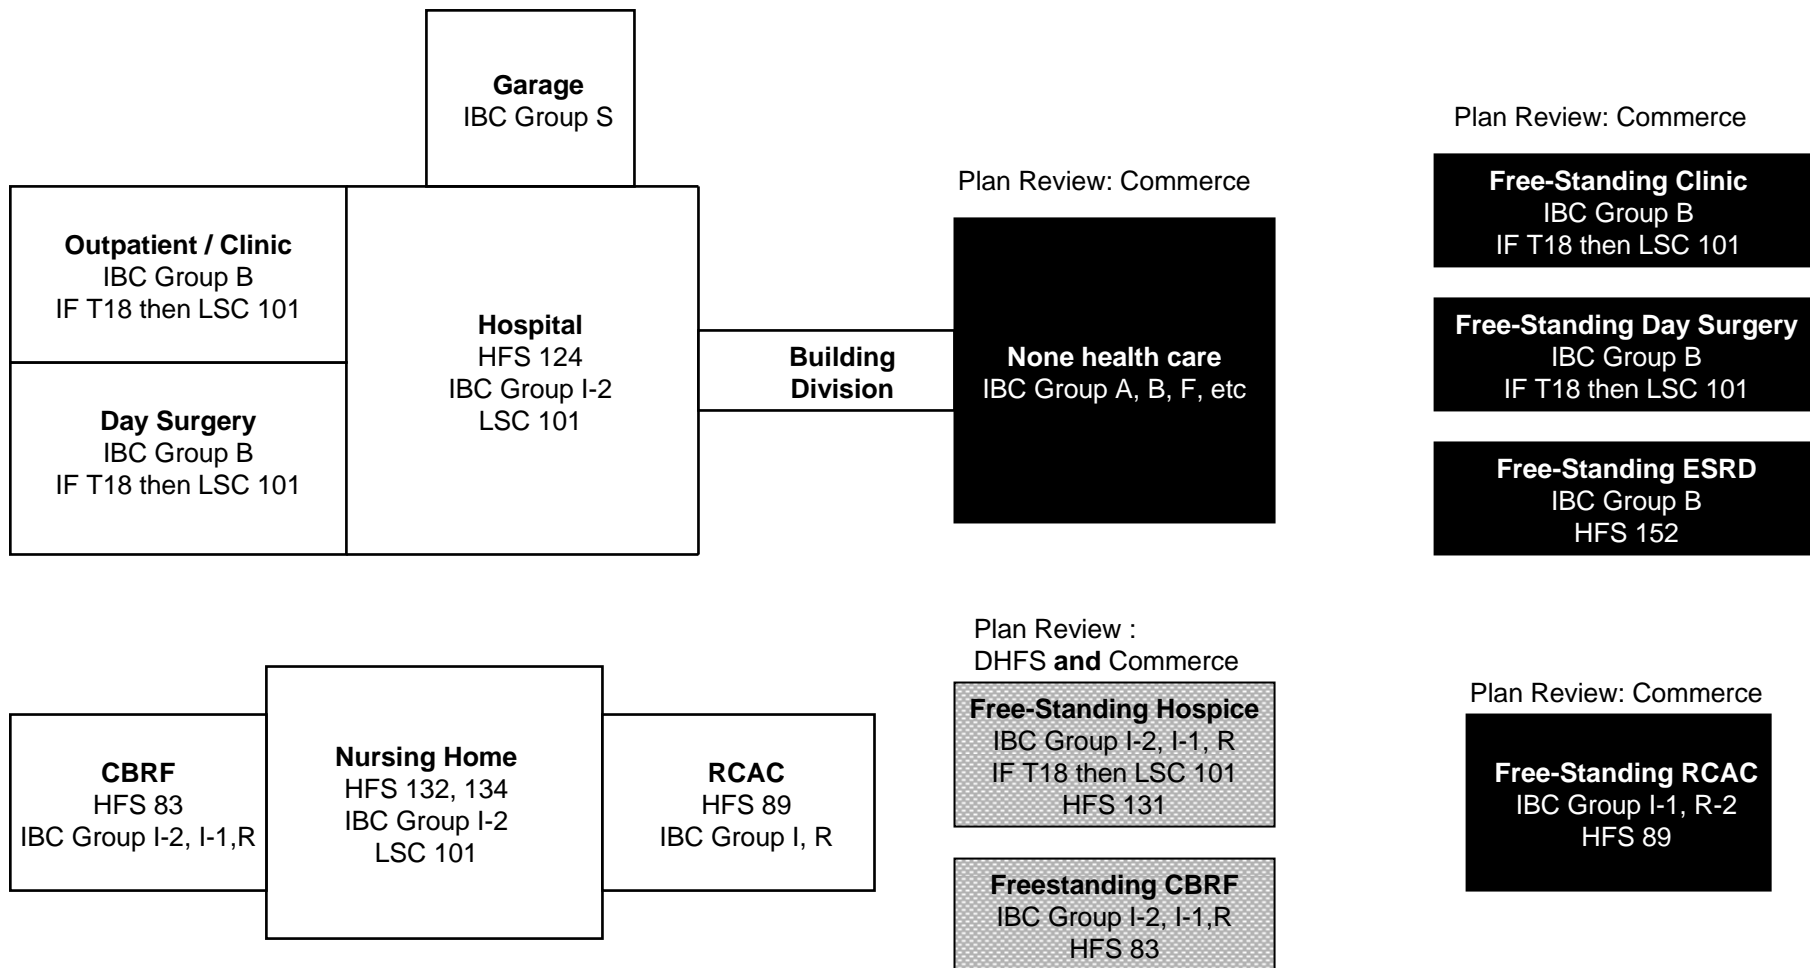 Garage
IBC Group S
Outpatient / Clinic
IBC Group B
IF T18 then LSC 101
Day Surgery
IBC Group B
IF T18 then LSC 101
Hospital
HFS 124
IBC Group I-2
LSC 101
Building
Division
Plan Review: Commerce
None health care
IBC Group A, B, F, etc
Plan Review: Commerce
Free-Standing Clinic
IBC Group B
IF T18 then LSC 101
Free-Standing Day Surgery
IBC Group B
IF T18 then LSC 101
Free-Standing ESRD
IBC Group B
HFS 152
CBRF
HFS 83
IBC Group I-2, I-1,R
Nursing Home
HFS 132, 134
IBC Group I-2
LSC 101
RCAC
HFS 89
IBC Group I, R
Plan Review :
DHFS and Commerce
Free-Standing Hospice
IBC Group I-2, I-1, R
IF T18 then LSC 101
HFS 131
Freestanding CBRF
IBC Group I-2, I-1,R
HFS 83
Plan Review: Commerce
Free-Standing RCAC
IBC Group I-1, R-2
HFS 89